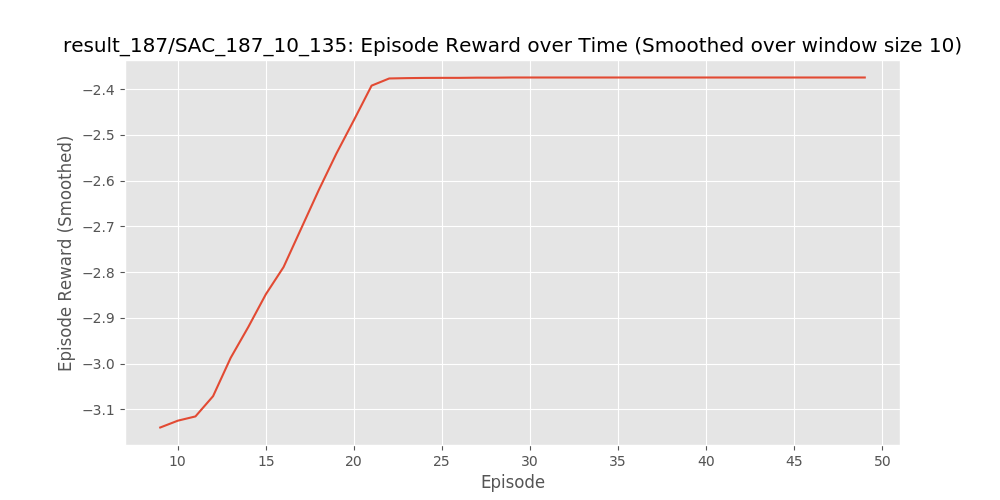 result_187/SAC_187_10_135: Episode Reward over Time (Smoothed over window size 10)
Episode Reward (Smoothed)
−2.4
−2.5
−2.6
−2.7
−2.8
−2.9
−3.0
−3.1
10 15 20 25 30 35 40 45 50
Episode